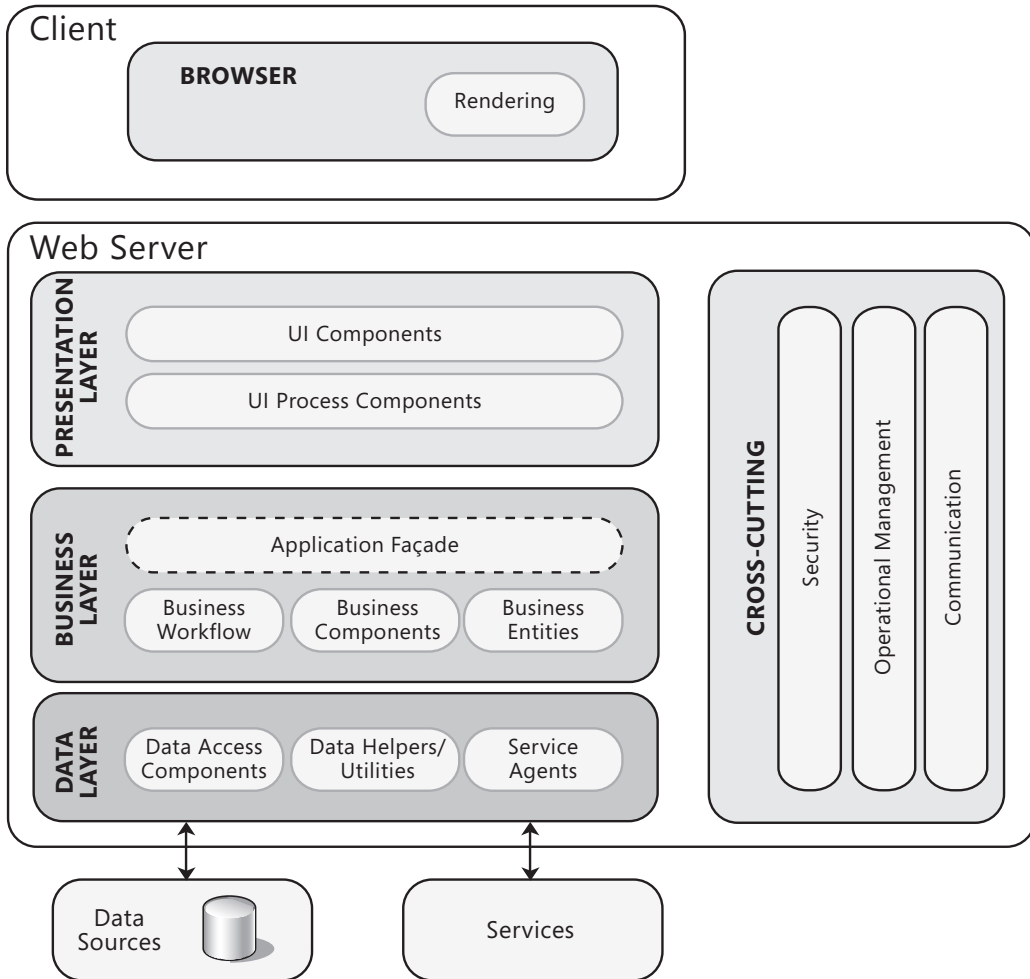 Client
BROWSER
Rendering
Web Server
PRESENTATION
LAYER
UI Components
UI Process Components
BUSINESS
LAYER
Application Façade
Business
Workflow
Business
Components
Business
Entities
DATA
LAYER
Data Access
Components
Data Helpers/
Utilities
Service
Agents
CROSS-CUTTING
Security
Operational Management
Communication
Data
Sources
Services